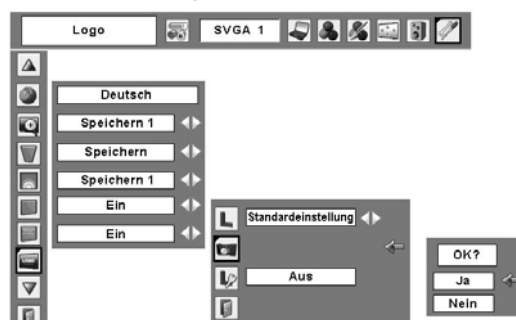 Logo
SVGA 1
Deutsch
Speichern 1
Speichern
Speichern 1
Ein
Ein
Standardeinstellung
Aus
OK?
Ja
Nein